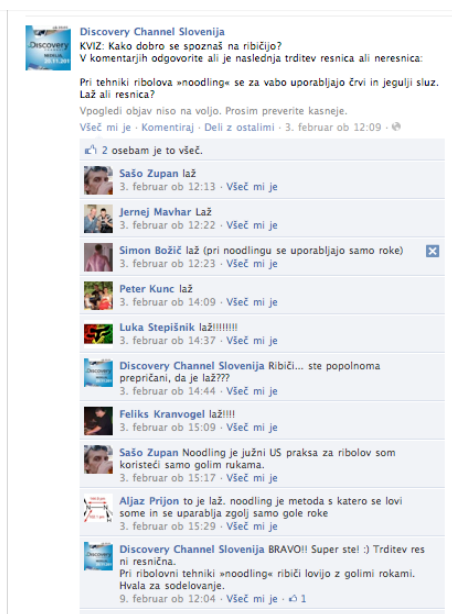 Discovery Channel Slovenija
KVIZ: Kako dobro se spoznaš na ribičijo?
V komentarjih odgovorite ali je naslednja trditev resnica ali neresnica:
Pri tehniki ribolova »noodling« se za vabo uporabljajo črvi in jegulji sluz.
Laž ali resnica?
Vpogledi objav niso na voljo. Prosim preverite kasneje.
Všeč mi je · Komentiraj · Deli z ostalimi · 3. februar ob 12:09 ·
2 osebam je to všeč.
Sašo Zupan laž
3. februar ob 12:13 · Všeč mi je
Jernej Mavhar Laž
3. februar ob 12:22 · Všeč mi je
Simon Božič laž (pri noodlingu se uporabljajo samo roke)
3. februar ob 12:23 · Všeč mi je
Peter Kunc laž
3. februar ob 14:09 · Všeč mi je
Luka Stepišnik laž!!!!!!!!
3. februar ob 14:37 · Všeč mi je
Discovery Channel Slovenija Ribiči... ste popolnoma
prepričani, da je laž???
3. februar ob 14:44 · Všeč mi je
Feliks Kranvogel laž!!!!
3. februar ob 15:09 · Všeč mi je
Sašo Zupan Noodling je južni US praksa za ribolov som
koristeći samo golim rukama.
3. februar ob 15:17 · Všeč mi je
Aljaz Prijon to je laž. noodling je metoda s katero se lovi
some in se uparablja zgolj samo gole roke
3. februar ob 15:29 · Všeč mi je
Discovery Channel Slovenija BRAVO!! Super ste! :) Trditev res
ni resnična.
Pri ribolovni tehniki »noodling« ribiči lovijo z golimi rokami.
Hvala za sodelovanje.
9. februar ob 12:04 · Všeč mi je · 1